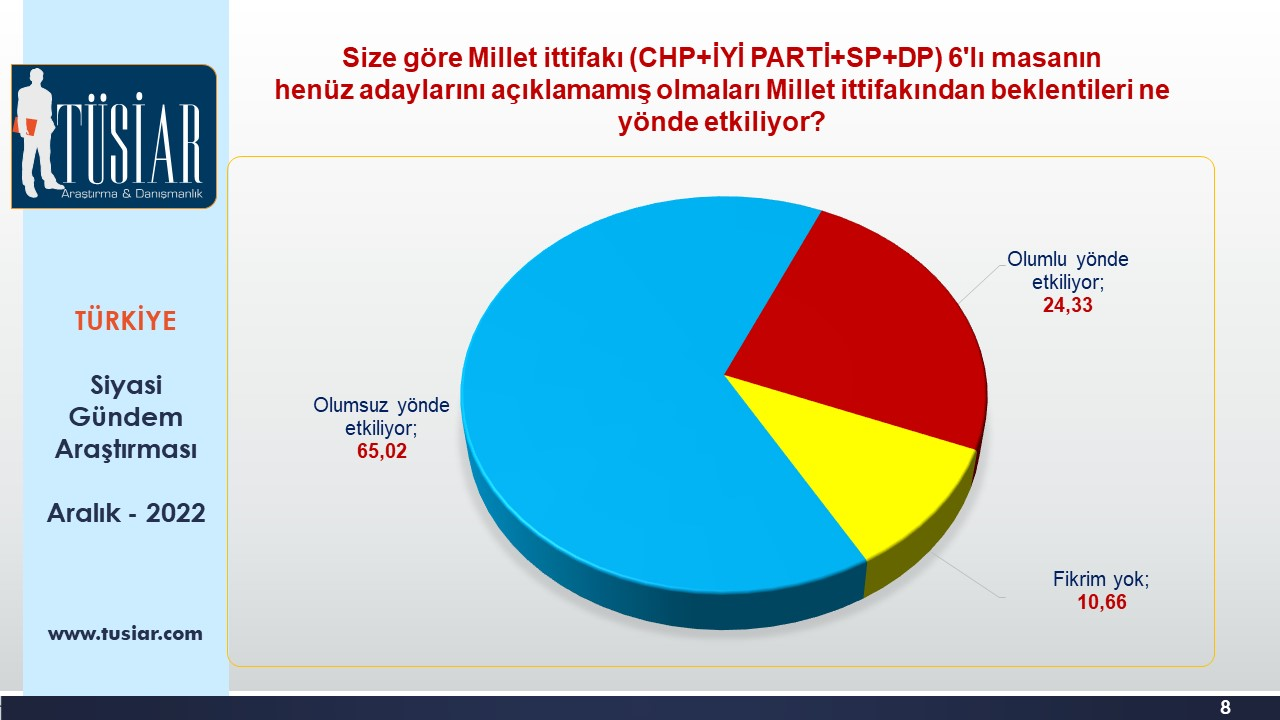 Size göre Millet ittifakı (CHP+İYİ PARTİ+SP+DP) 6'lı masanın
henüz adaylarını açıklamamış olmaları Millet ittifakından beklentileri ne
yönde etkiliyor?
TÜSİAR
Araştırma & Danışmanlık
TÜRKİYE
Siyasi
Gündem
Araştırması
Aralık - 2022
www.tusiar.com
Olumlu yönde
etkiliyor;
24,33
Olumsuz yönde
etkiliyor;
65,02
Fikrim yok;
10,66
8